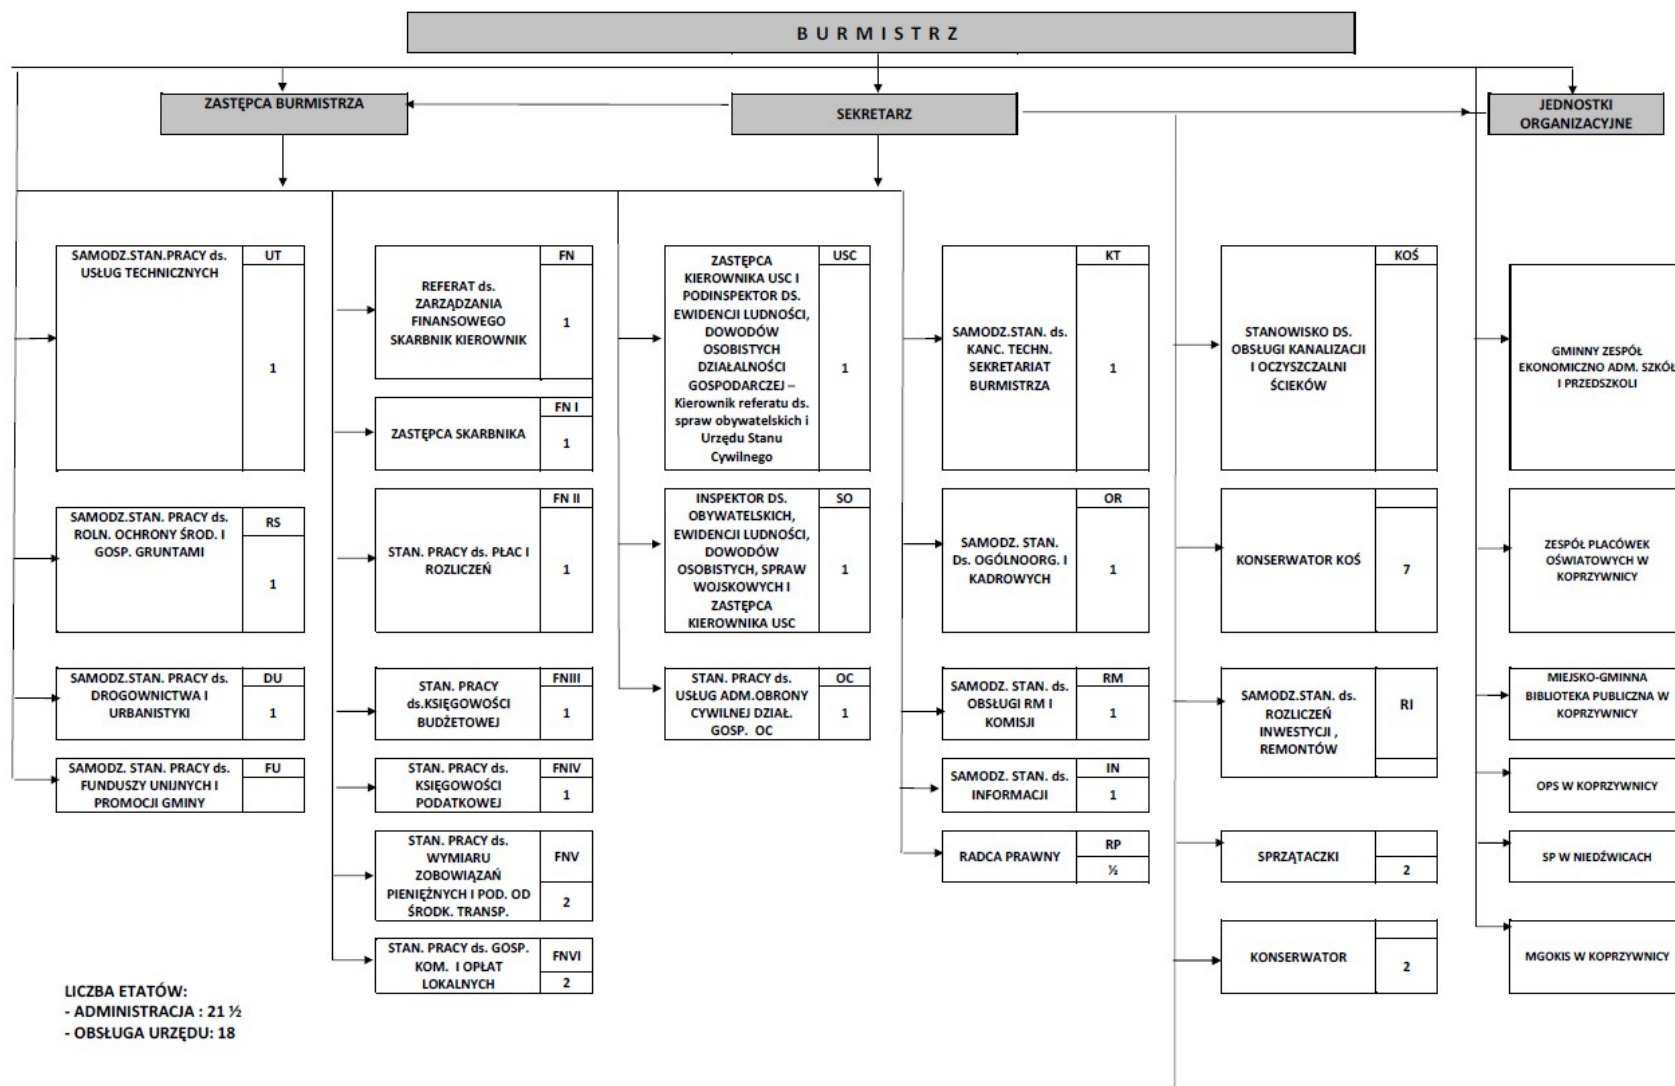 BURMISTRZ
ZASTĘPCA BURMISTRZA
SEKRETARZ
JEDNOSTKI
ORGANIZACYJNE
SAMODZ.STAN.PRACY ds.
USŁUG TECHNICZNYCH
UT
1
SAMODZ.STAN. PRACY ds.
ROLN. OCHRONY ŚROD. I
GOSP. GRUNTAMI
RS
1
SAMODZ.STAN. PRACY ds.
DROGOWNICTWA I
URBANISTYKI
DU
1
SAMODZ. STAN. PRACY ds.
FUNDUSZY UNIJNYCH I
PROMOCJI GMINY
FU
REFERAT ds.
ZARZĄDZANIA
FINANSOWEGO
SKARBNIK KIEROWNIK
FN
1
ZASTĘPCA SKARBNIKA
FN I
1
STAN. PRACY ds. PŁAC I
ROZLICZEŃ
FN II
1
STAN. PRACY
ds.KSIĘGOWOŚCI
BUDŻETOWEJ
FNIII
1
STAN. PRACY ds.
KSIĘGOWOŚCI
PODATKOWEJ
FNIV
1
STAN. PRACY ds.
WYMIARU
ZOBOWIĄZAŃ
PIENIĘŻNYCH I POD. OD
ŚRODK. TRANSP.
FNV
2
STAN. PRACY ds. GOSP.
KOM. I OPŁAT
LOKALNYCH
FNVI
2
ZASTĘPCA
KIEROWNIKA USC I
PODINSPEKTOR DS.
EWIDENCJI LUDNOŚCI,
DOWODÓW
OSOBISTYCH
DZIAŁALNOŚCI
GOSPODARCZEJ –
Kierownik referatu ds.
spraw obywatelskich i
Urzędu Stanu
Cywilnego
USC
1
INSPEKTOR DS.
OBYWATELSKICH,
EWIDENCJI LUDNOŚCI,
DOWODÓW
OSOBISTYCH, SPRAW
WOJSKOWYCH I
ZASTĘPCA
KIEROWNIKA USC
SO
1
STAN. PRACY ds.
USŁUG ADM.OBRONY
CYWILNEJ DZIAŁ.
GOSP. OC
OC
1
SAMODZ.STAN. ds.
KANC. TECHN.
SEKRETARIAT
BURMISTRZA
KT
1
SAMODZ. STAN.
Ds. OGÓLNOORG. I
KADROWYCH
OR
1
SAMODZ. STAN. ds.
OBSŁUGI RM I
KOMISJI
RM
1
SAMODZ. STAN. ds.
INFORMACJI
IN
1
RADCA PRAWNY
RP
½
STANOWISKO DS.
OBSŁUGI KANALIZACJI
I OCZYSZCZALNI
ŚCIEKÓW
KOŚ
KONSERWATOR KOŚ
7
SAMODZ.STAN. ds.
ROZLICZEŃ
INWESTYCJI ,
REMONTÓW
RI
SPRZĄTACZKI
2
KONSERWATOR
2
GMINNY ZESPÓŁ
EKONOMICZNO ADM. SZKÓŁ
I PRZEDSZKOLI
ZESPÓŁ PLACÓWEK
OŚWIATOWYCH W
KOPRZYWNICY
MIEJSKO-GMINNA
BIBLIOTEKA PUBLICZNA W
KOPRZYWNICY
OPS W KOPRZYWNICY
SP W NIEDŹWICACH
MGOKIS W KOPRZYWNICY
LICZBA ETATÓW:
- ADMINISTRACJA : 21 ½
- OBSŁUGA URZĘDU: 18